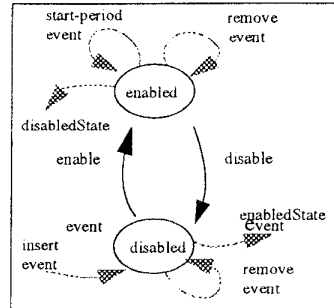 start-period
event
remove
event
enabled
disabledState
enable
disable
event
enabledState
event
insert
event
disabled
remove
event